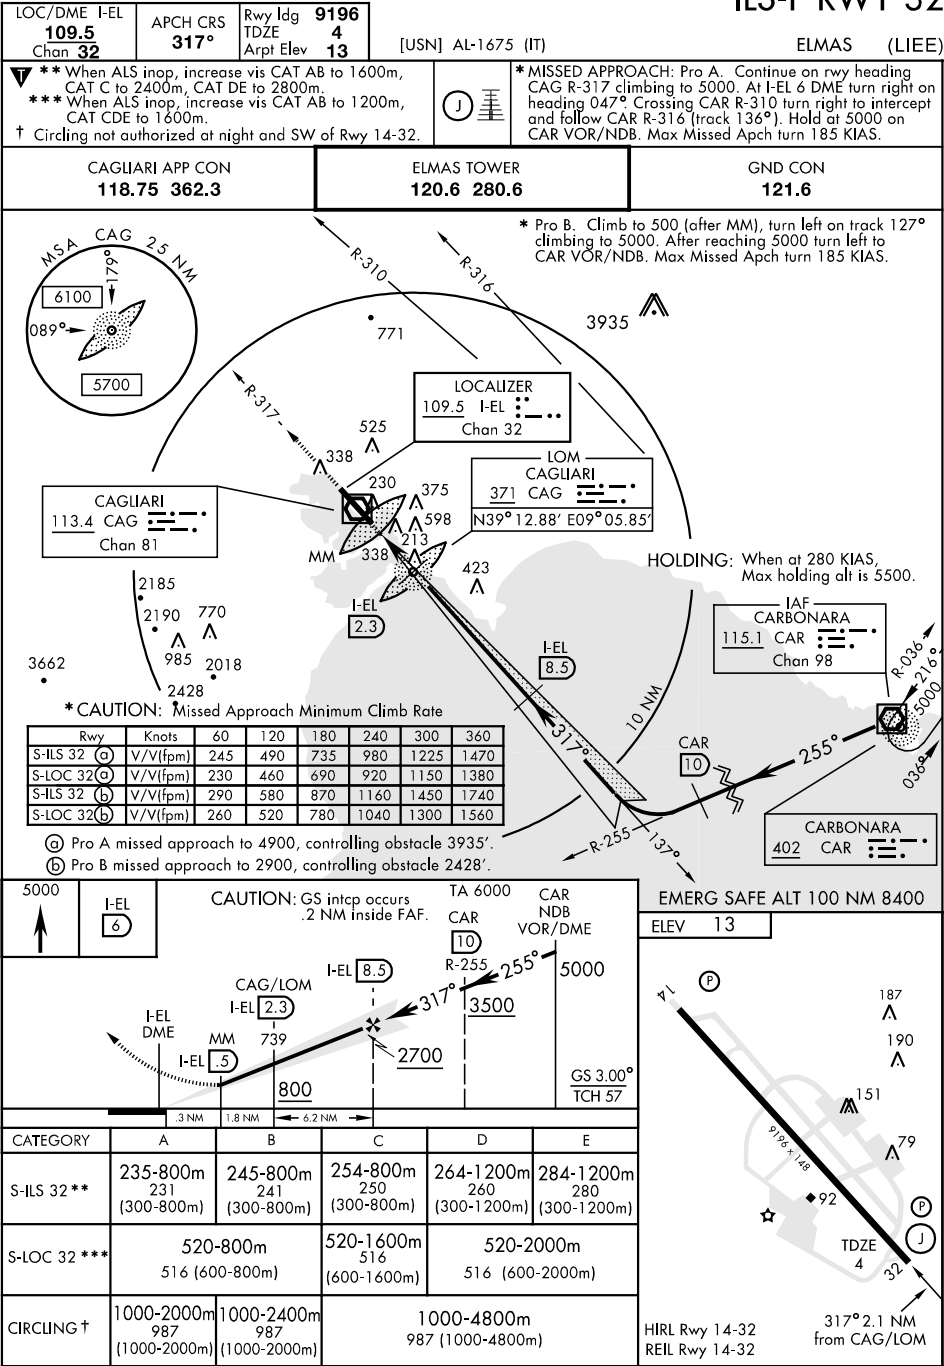 ILS-P RWY 32
LOC/DME I-EL
109.5
Chan 32
APCH CRS
317°
Rwy ldg 9196
TDZE 4
Arpt Elev 13
[USN] AL-1675 (IT)
ELMAS (LIEE)
T
** When ALS inop, increase vis CAT AB to 1600m,
CAT C to 2400m, CAT DE to 2800m.
*** When ALS inop, increase vis CAT AB to 1200m,
CAT CDE to 1600m.
† Circling not authorized at night and SW of Rwy 14-32.
J
* MISSED APPROACH: Pro A. Continue on rwy heading
CAG R-317 climbing to 5000. At I-EL 6 DME turn right on
heading 047°. Crossing CAR R-310 turn right to intercept
and follow CAR R-316 (track 136°). Hold at 5000 on
CAR VOR/NDB. Max Missed Apch turn 185 KIAS.
CAGLIARI APP CON
118.75 362.3
ELMAS TOWER
120.6 280.6
GND CON
121.6
* Pro B. Climb to 500 (after MM), turn left on track 127°
climbing to 5000. After reaching 5000 turn left to
CAR VOR/NDB. Max Missed Apch turn 185 KIAS.
MSA CAG 25 NM
179°
6100
089°
5700
R-310
R-316
3935
771
R-317
LOCALIZER
109.5 I-EL
Chan 32
525
338
LOM
CAGLIARI
371 CAG
N39° 12.88' E09° 05.85'
CAGLIARI
113.4 CAG
Chan 81
230
375
598
213
MM
338
423
HOLDING: When at 280 KIAS,
Max holding alt is 5500.
I-EL
2.3
2185
2190
770
985
2018
3662
2428
I-EL
8.5
IAF
CARBONARA
115.1 CAR
Chan 98
R-036
216°
5000
036°
10 NM
317°
CAR
10
255°
R-255
137°
CARBONARA
402 CAR
* CAUTION: Missed Approach Minimum Climb Rate
Rwy Knots 60 120 180 240 300 360
S-ILS 32 a V/V(fpm) 245 490 735 980 1225 1470
S-LOC 32 a V/V(fpm) 230 460 690 920 1150 1380
S-ILS 32 b V/V(fpm) 290 580 870 1160 1450 1740
S-LOC 32 b V/V(fpm) 260 520 780 1040 1300 1560
a Pro A missed approach to 4900, controlling obstacle 3935'.
b Pro B missed approach to 2900, controlling obstacle 2428'.
EMERG SAFE ALT 100 NM 8400
5000
I-EL
6
CAUTION: GS intcp occurs
.2 NM inside FAF.
TA 6000
CAR
NDB
VOR/DME
CAR
10
R-255
255°
5000
I-EL 8.5
317°
3500
CAG/LOM
I-EL 2.3
739
I-EL
DME
MM
I-EL .5
2700
800
GS 3.00°
TCH 57
.3 NM
1.8 NM
6.2 NM
ELEV 13
P
14
187
190
151
79
9196 x 148
92
P
J
TDZE
4
32
317° 2.1 NM
from CAG/LOM
HIRL Rwy 14-32
REIL Rwy 14-32
CATEGORY A B C D E
S-ILS 32** 235-800m 245-800m 254-800m 264-1200m 284-1200m
231 241 250 260 280
(300-800m) (300-800m) (300-800m) (300-1200m) (300-1200m)
S-LOC 32*** 520-800m 520-1600m 520-2000m
516 (600-800m) 516 (600-1600m) 516 (600-2000m)
CIRCLING † 1000-2000m 1000-2400m 1000-4800m
987 987 987 (1000-4800m)
(1000-2000m) (1000-2000m)